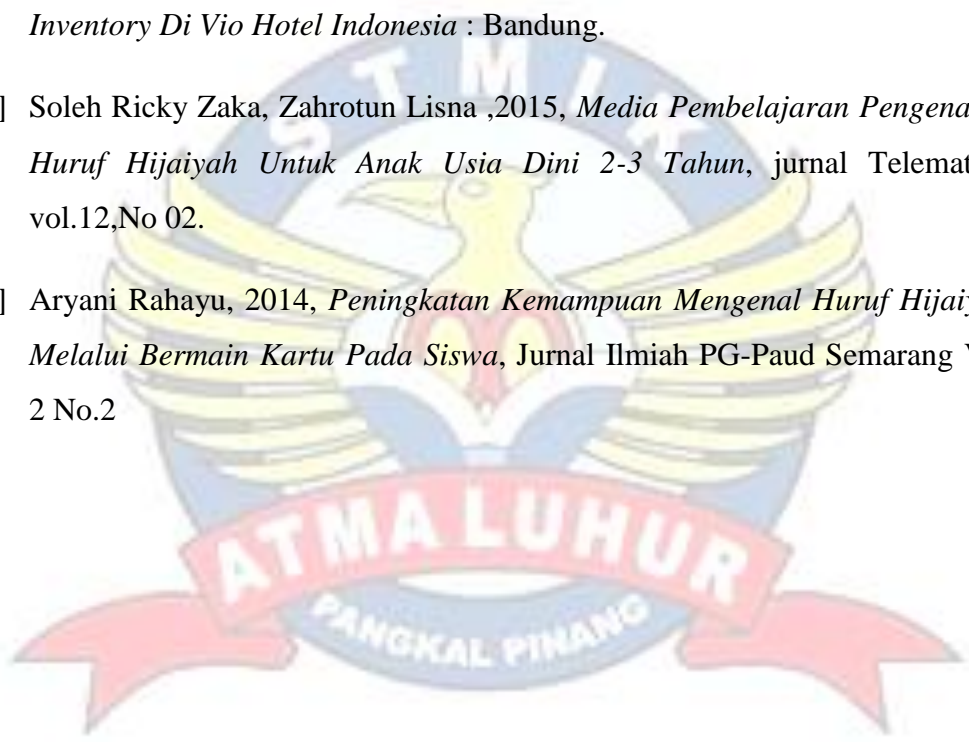 Inventory Di Vio Hotel Indonesia : Bandung.
] Soleh Ricky Zaka, Zahrotun Lisna ,2015, Media Pembelajaran Pengena
Huruf Hijaiyah Untuk Anak Usia Dini 2-3 Tahun, jurnal Telemat
vol.12,No 02.
] Aryani Rahayu, 2014, Peningkatan Kemampuan Mengenal Huruf Hijaiy
Melalui Bermain Kartu Pada Siswa, Jurnal Ilmiah PG-Paud Semarang
2 No.2
STMIK
ATMA LUHUR
PANGKAL PINANG